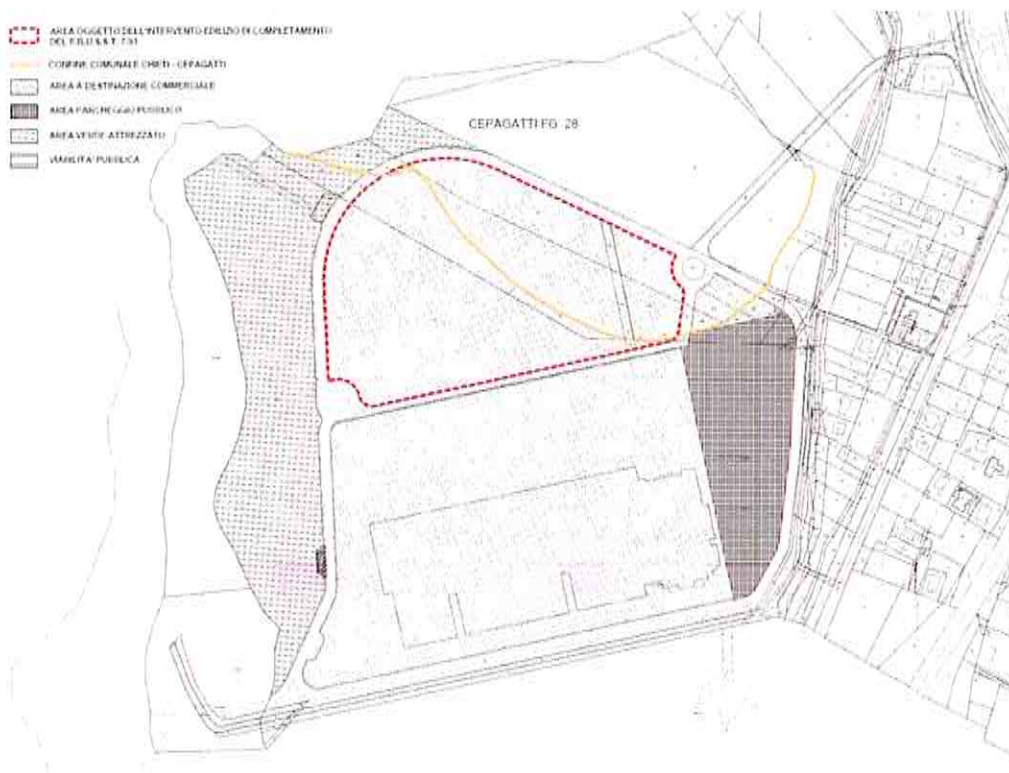 AREA OGGETTO DELL'INTERVENTO EDILIZIO DI COMPLETAMENTO
DEL
CONFINE COMUNALE CHIETI - CEPAGATTI
AREA A DESTINAZIONE COMMERCIALE
AREA PARCHEGGIO PUBBLICO
AREA VERDE ATTREZZATO
VIABILITA' PUBBLICA
CEPAGATTI FG 28